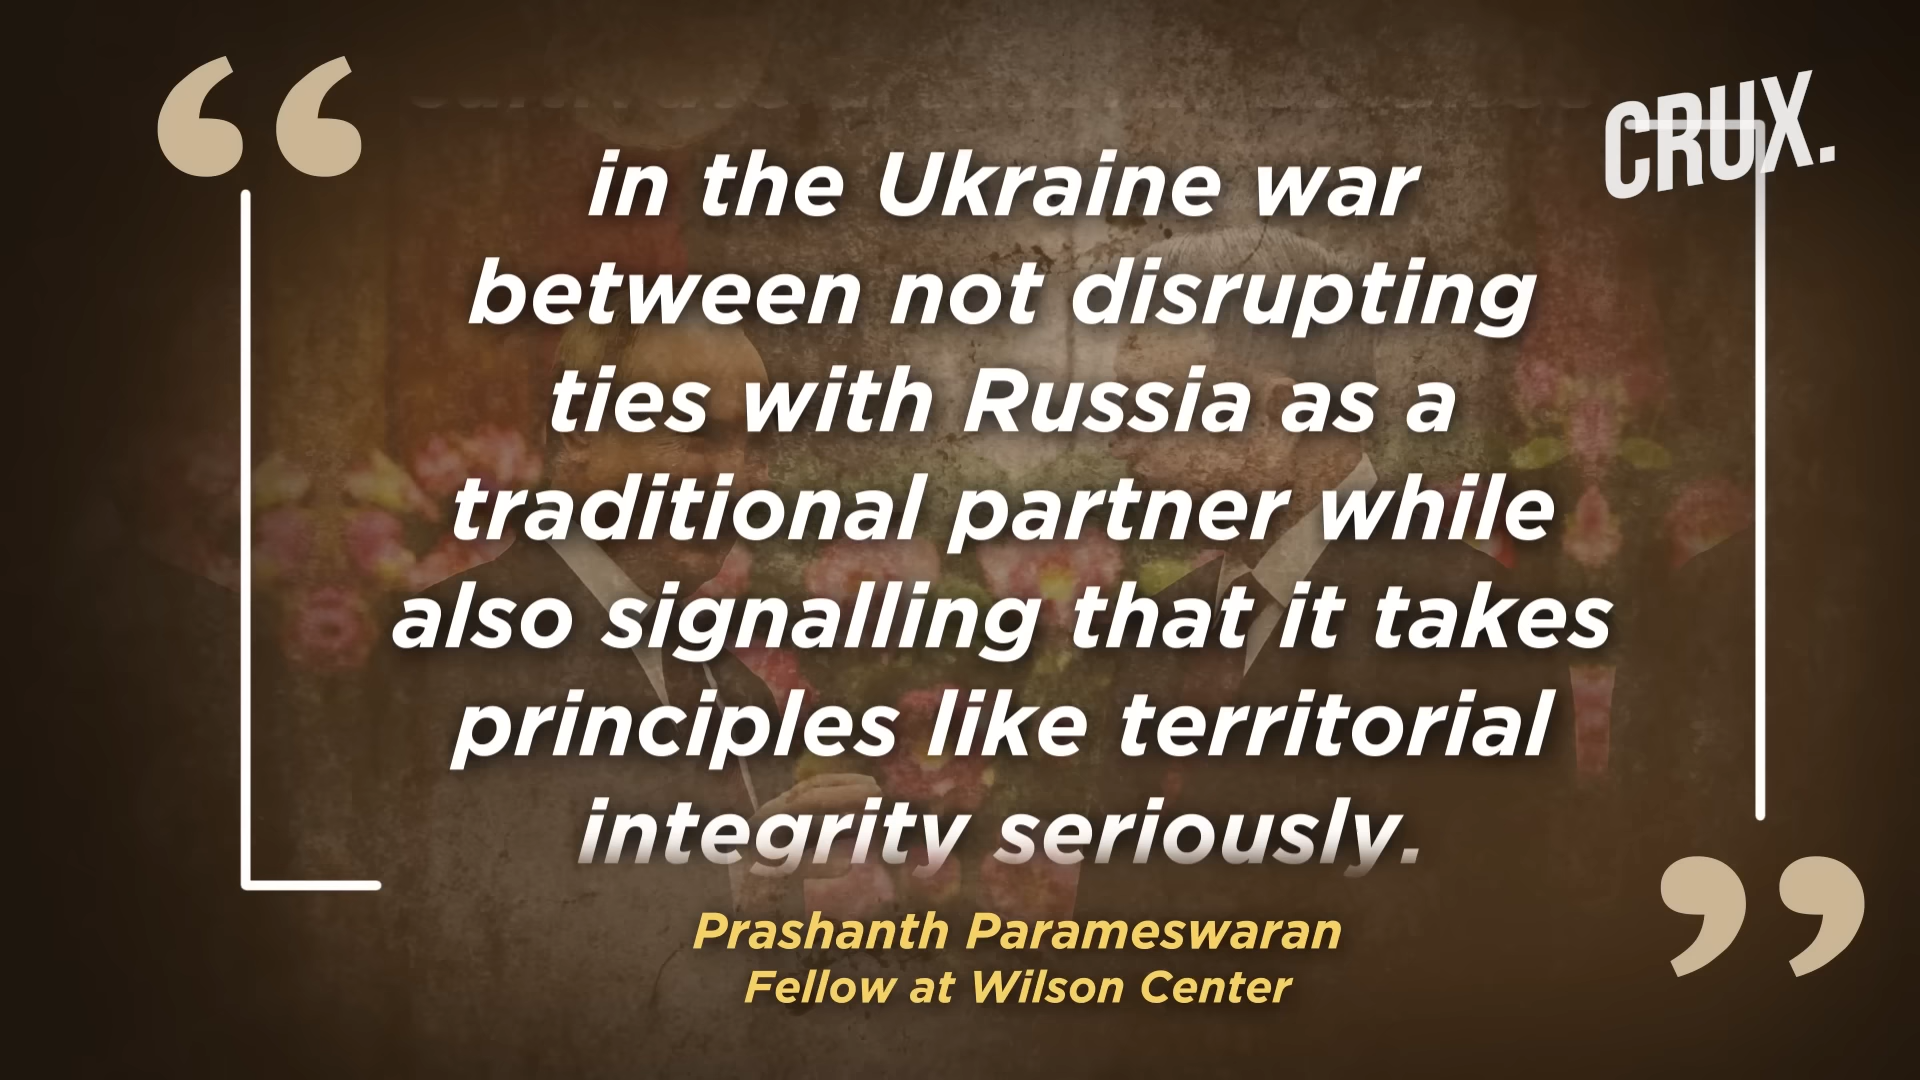 CRUX.
in the Ukraine war
between not disrupting
ties with Russia as a
traditional partner while
also signalling that it takes
principles like territorial
integrity seriously.
Prashanth Parameswaran
Fellow at Wilson Center